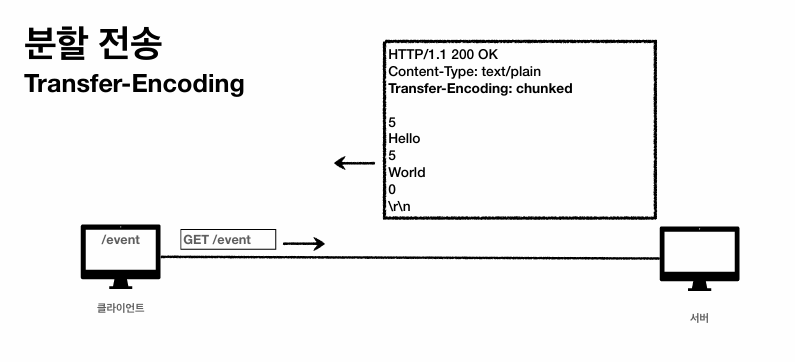 분할 전송
Transfer-Encoding
HTTP/1.1 200 OK
Content-Type: text/plain
Transfer-Encoding: chunked
5
Hello
5
World
0
\r\n
/event
GET /event
클라이언트
서버